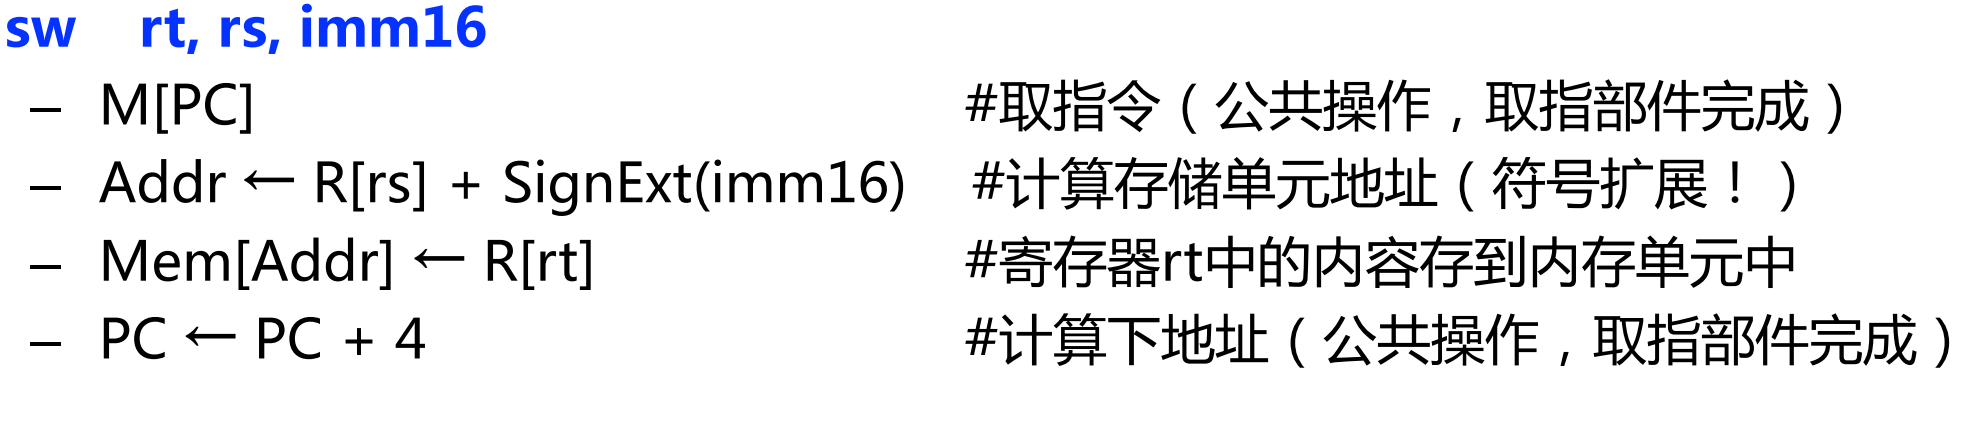 sw rt, rs, imm16
– M[PC] #取指令（公共操作，取指部件完成）
– Addr ← R[rs] + SignExt(imm16) #计算存储单元地址（符号扩展！）
– Mem[Addr] ← R[rt] #寄存器rt中的内容存到内存单元中
– PC ← PC + 4 #计算下地址（公共操作，取指部件完成）